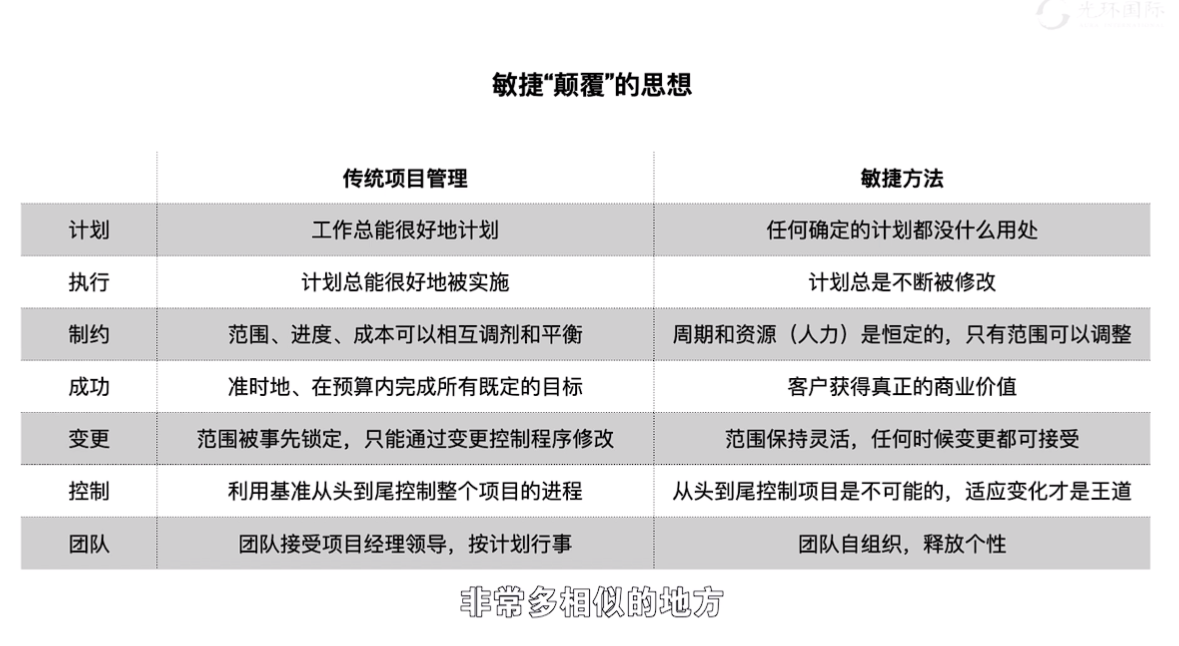 光环国际
敏捷“颠覆”的思想
传统项目管理 敏捷方法
计划 工作总能很好地计划 任何确定的计划都没什么用处
执行 计划总能很好地被实施 计划总是不断被修改
制约 范围、进度、成本可以相互调剂和平衡 周期和资源（人力）是恒定的，只有范围可以调整
成功 准时地、在预算内完成所有既定的目标 客户获得真正的商业价值
变更 范围被事先锁定，只能通过变更控制程序修改 范围保持灵活，任何时候变更都可接受
控制 利用基准从头到尾控制整个项目的进程 从头到尾控制项目是不可能的，适应变化才是王道
团队 团队接受项目经理领导，按计划行事 团队自组织，释放个性
非常多相似的地方